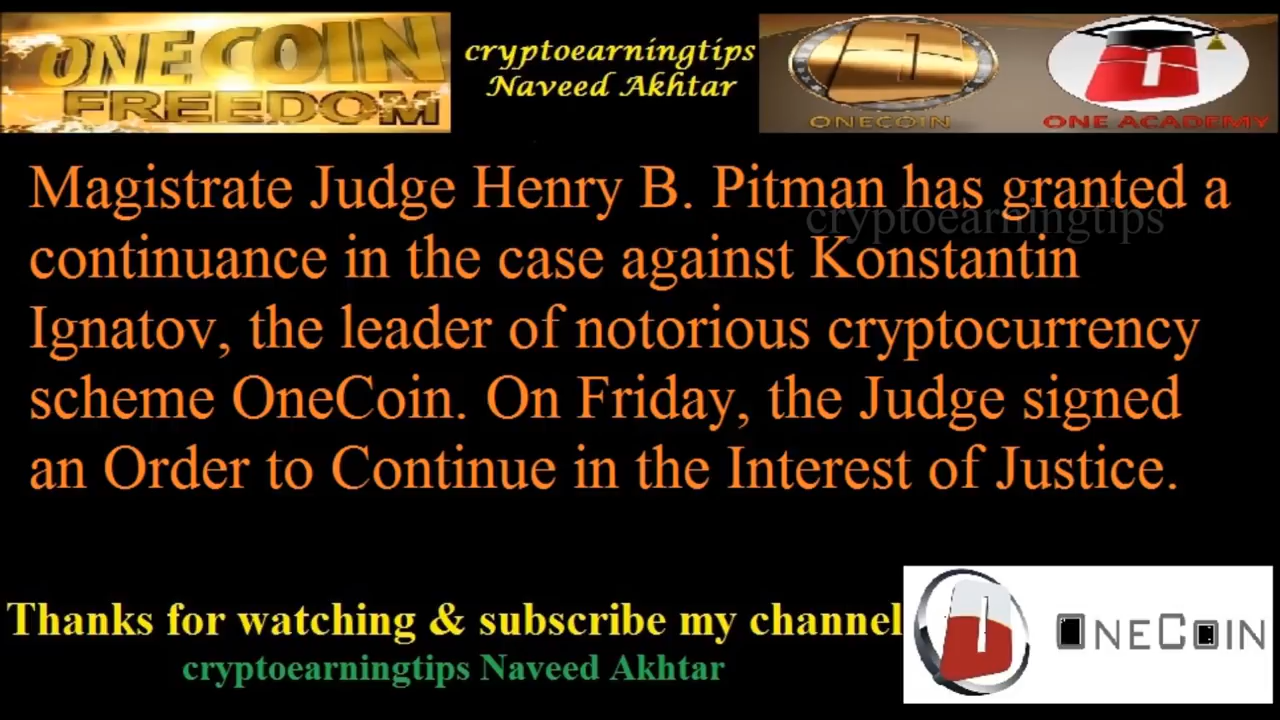 ONECOIN
FREEDOM
cryptoearningtips
Naveed Akhtar
ONECOIN
ONE ACADEMY
Magistrate Judge Henry B. Pitman has granted a
cryptoearningtips
continuance in the case against Konstantin
Ignatov, the leader of notorious cryptocurrency
scheme OneCoin. On Friday, the Judge signed
an Order to Continue in the Interest of Justice.
Thanks for watching & subscribe my channel
cryptoearningtips Naveed Akhtar
ONECOIN